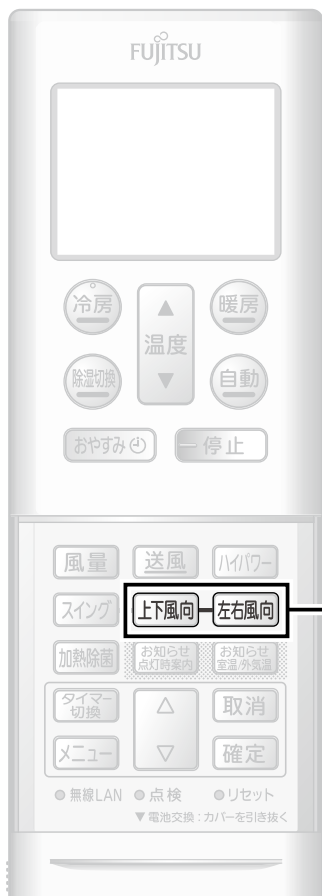 FUJITSU
冷房
温度
暖房
除湿切換
自動
おやすみ
停止
風量
送風
ハイパワー
スイング
上下風向
左右風向
加熱除菌
お知らせ
点灯時案内
お知らせ
室温/外気温
タイマー
切換
取消
メニュー
確定
無線LAN
点検
リセット
▼電池交換：カバーを引き抜く